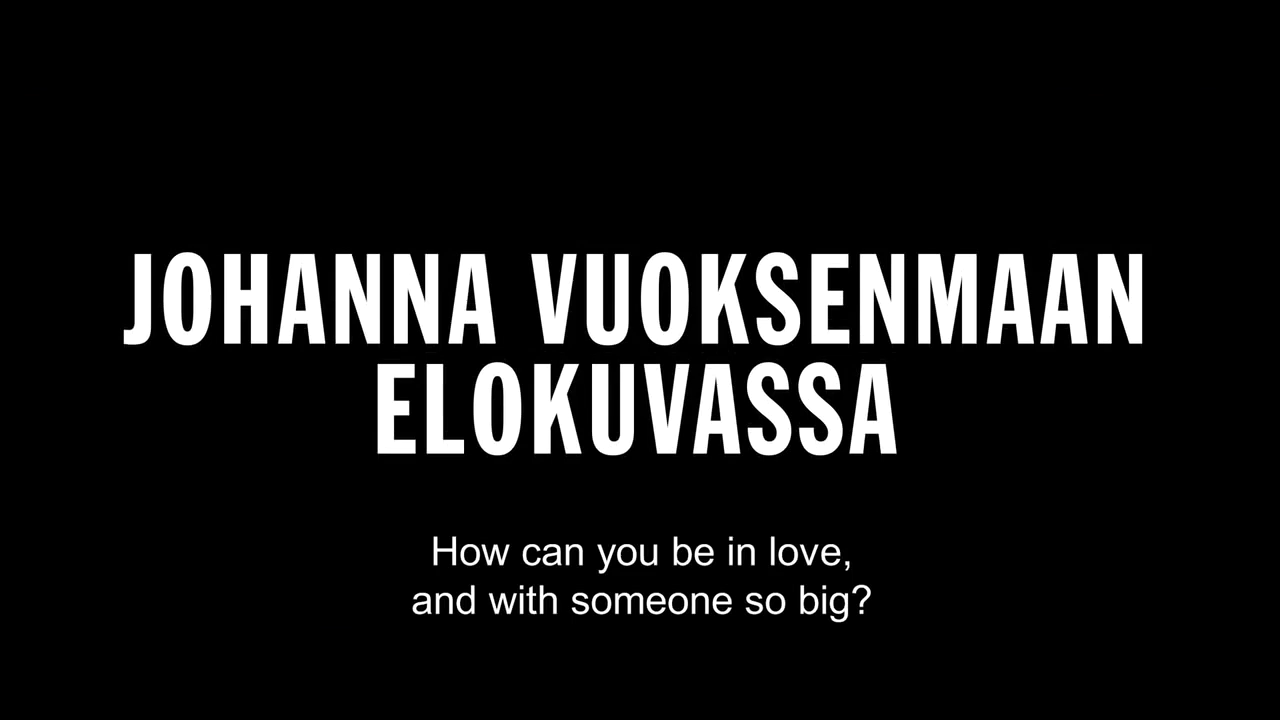 JOHANNA VUOKSENMAAN
ELOKUVASSA
How can you be in love,
and with someone so big?